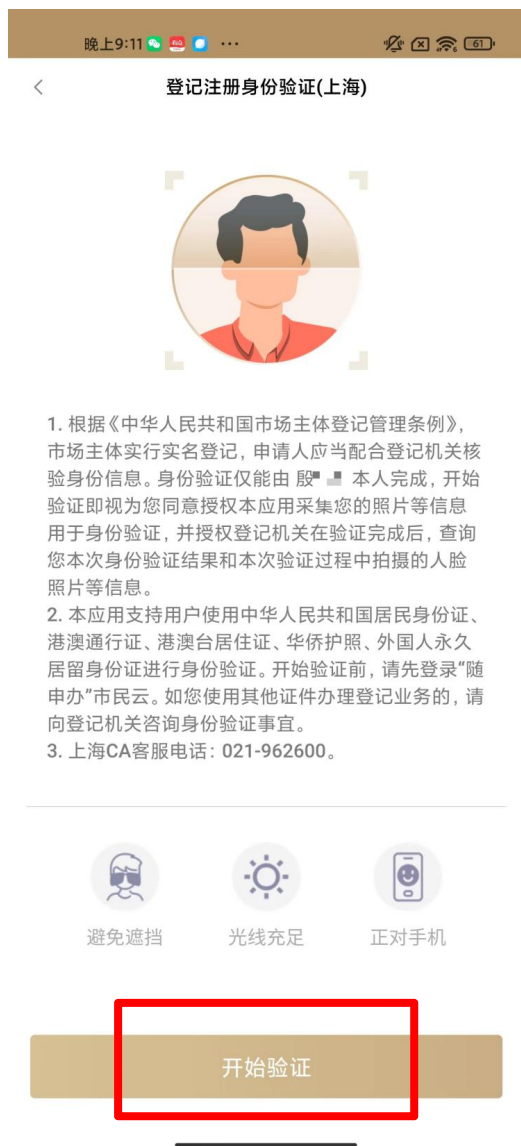 晚上9:11 ···
61
登记注册身份验证(上海)
1. 根据《中华人民共和国市场主体登记管理条例》，
市场主体实行实名登记，申请人应当配合登记机关核
验身份信息。身份验证仅能由 殷 本人完成，开始
验证即视为您同意授权本应用采集您的照片等信息
用于身份验证，并授权登记机关在验证完成后，查询
您本次身份验证结果和本次验证过程中拍摄的人脸
照片等信息。
2. 本应用支持用户使用中华人民共和国居民身份证、
港澳通行证、港澳台居住证、华侨护照、外国人永久
居留身份证进行身份验证。开始验证前，请先登录“随
申办”市民云。如您使用其他证件办理登记业务的，请
向登记机关咨询身份验证事宜。
3. 上海CA客服电话：021-962600。
避免遮挡
光线充足
正对手机
开始验证